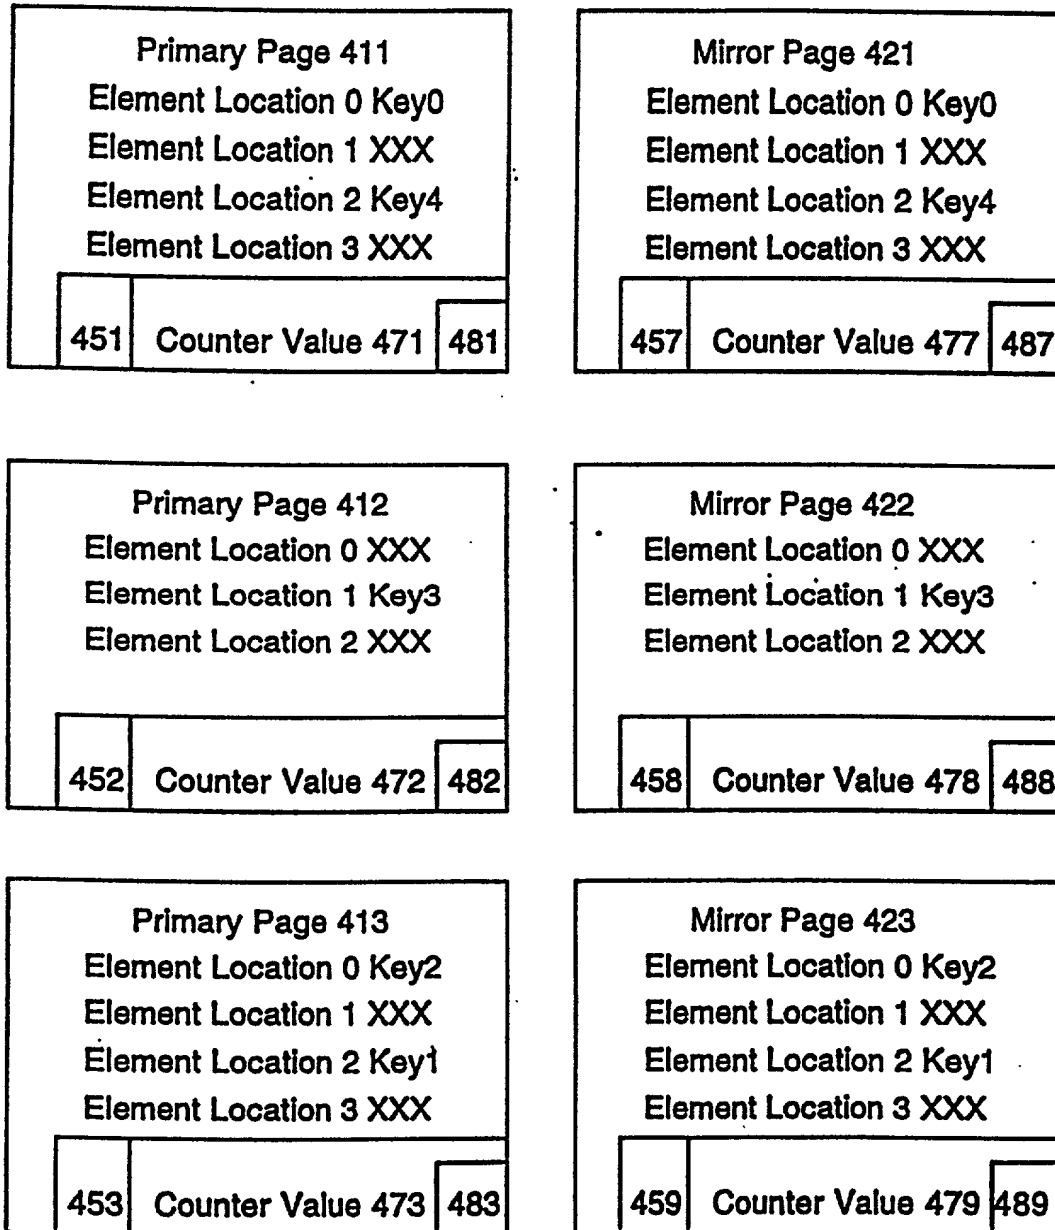 Primary Page 411
Element Location 0 Key0
Element Location 1 XXX
Element Location 2 Key4
Element Location 3 XXX
451 Counter Value 471 481
Mirror Page 421
Element Location 0 Key0
Element Location 1 XXX
Element Location 2 Key4
Element Location 3 XXX
457 Counter Value 477 487
Primary Page 412
Element Location 0 XXX
Element Location 1 Key3
Element Location 2 XXX
452 Counter Value 472 482
Mirror Page 422
Element Location 0 XXX
Element Location 1 Key3
Element Location 2 XXX
458 Counter Value 478 488
Primary Page 413
Element Location 0 Key2
Element Location 1 XXX
Element Location 2 Key1
Element Location 3 XXX
453 Counter Value 473 483
Mirror Page 423
Element Location 0 Key2
Element Location 1 XXX
Element Location 2 Key1
Element Location 3 XXX
459 Counter Value 479 489